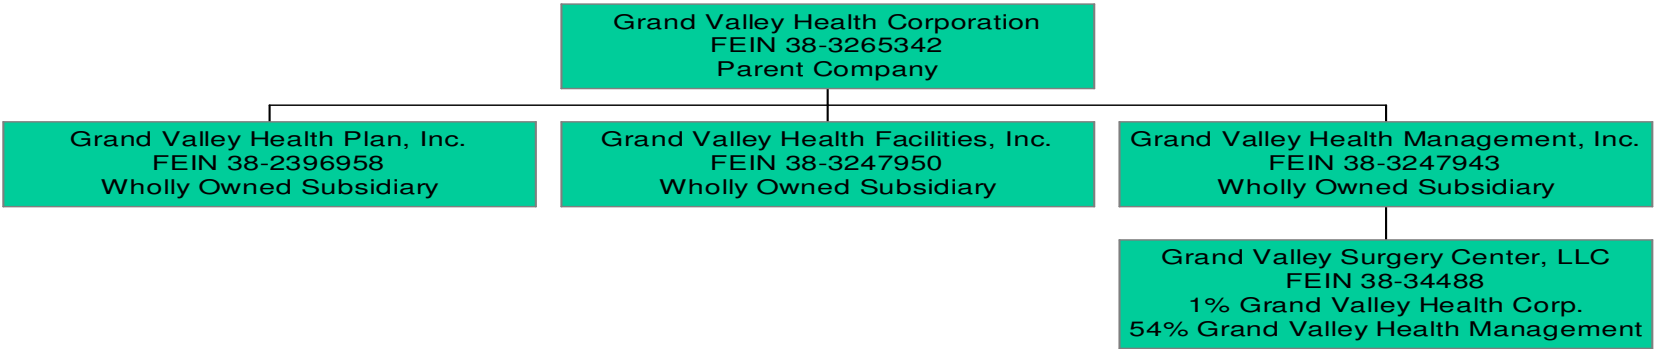 Grand Valley Health Corporation
FEIN 38-3265342
Parent Company
Grand Valley Health Plan, Inc.
FEIN 38-2396958
Wholly Owned Subsidiary
Grand Valley Health Facilities, Inc.
FEIN 38-3247950
Wholly Owned Subsidiary
Grand Valley Health Management, Inc.
FEIN 38-3247943
Wholly Owned Subsidiary
Grand Valley Surgery Center, LLC
FEIN 38-34488
1% Grand Valley Health Corp.
54% Grand Valley Health Management